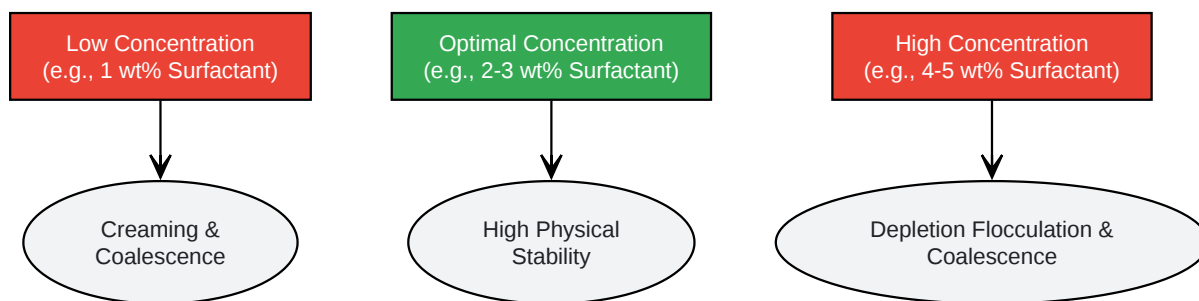 Low Concentration
(e.g., 1 wt% Surfactant)
Optimal Concentration
(e.g., 2-3 wt% Surfactant)
High Concentration
(e.g., 4-5 wt% Surfactant)
Creaming &
Coalescence
High Physical
Stability
Depletion Flocculation &
Coalescence